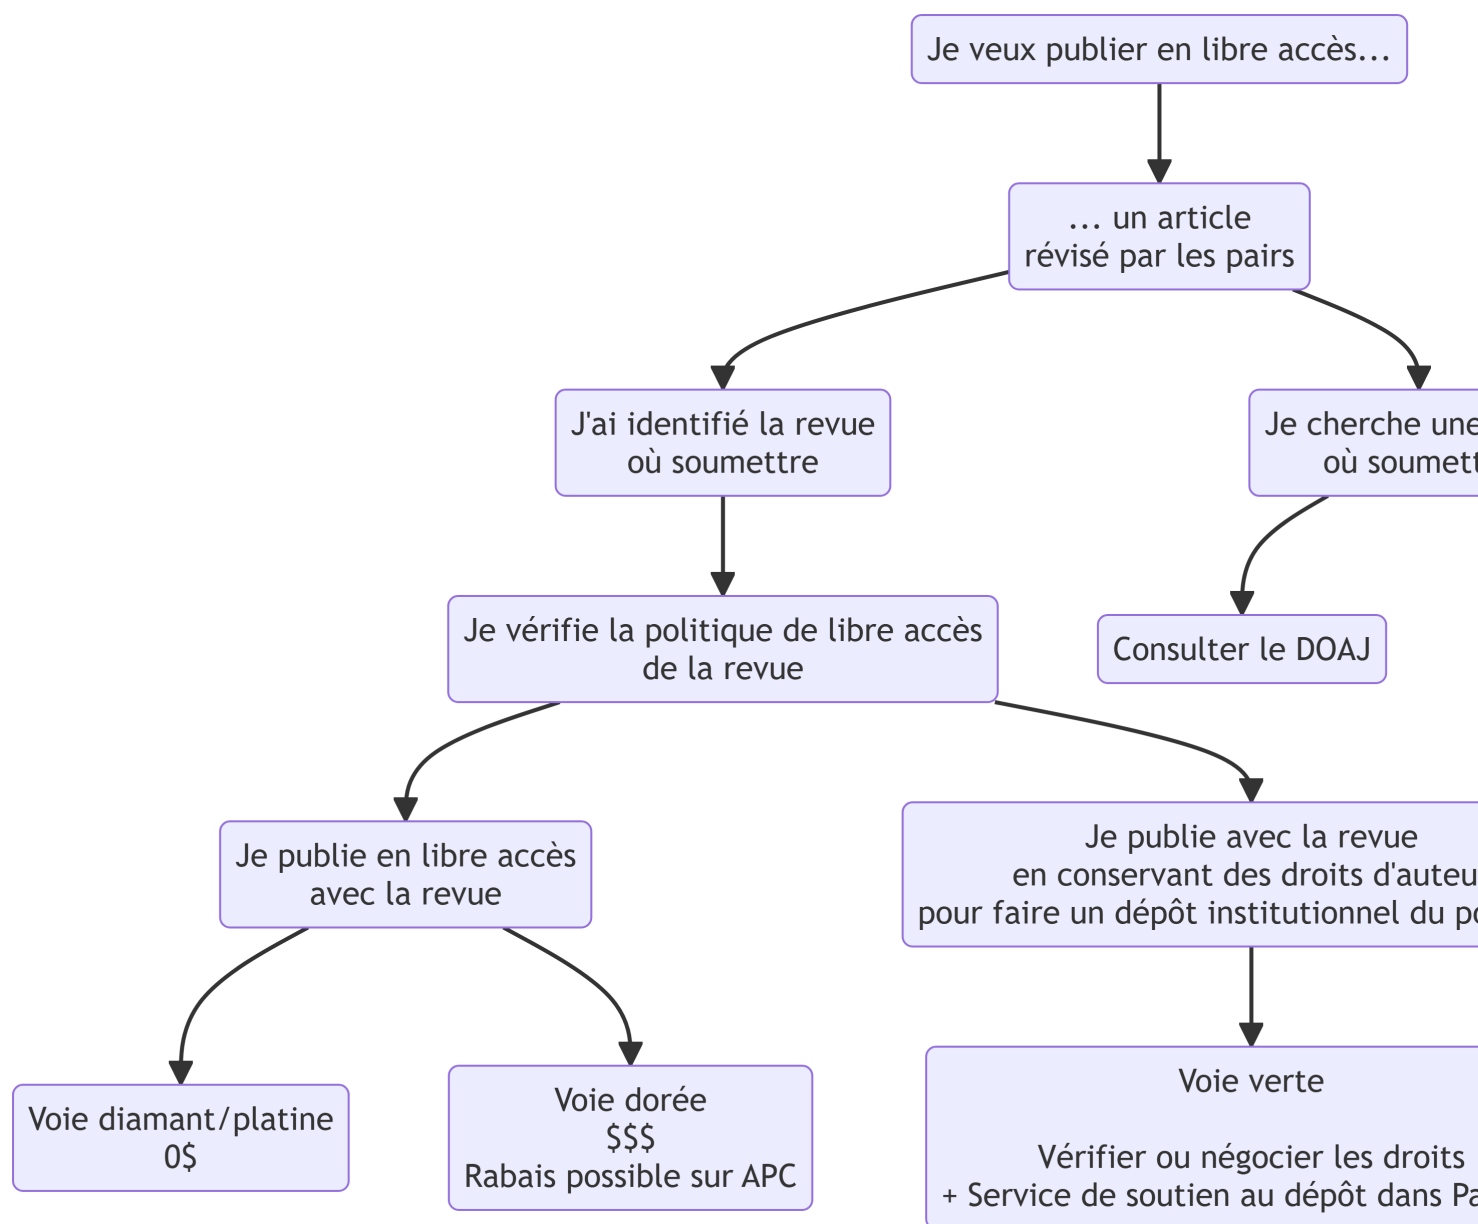 Je veux publier en libre accès...
... un article
révisé par les pairs
J'ai identifié la revue
où soumettre
Je cherche une
où
Je vérifie la politique de libre accès
de la revue
Consulter le DOAJ
Je publie en libre accès
avec la revue
Je publie avec la revue
en conservant des droits
pour faire un dépôt institutionnel du
Voie diamant/platine
0$
Voie dorée
$$$
Rabais possible sur APC
Voie verte
Vérifier ou négocier les droits
+ Service de soutien au dépôt dans